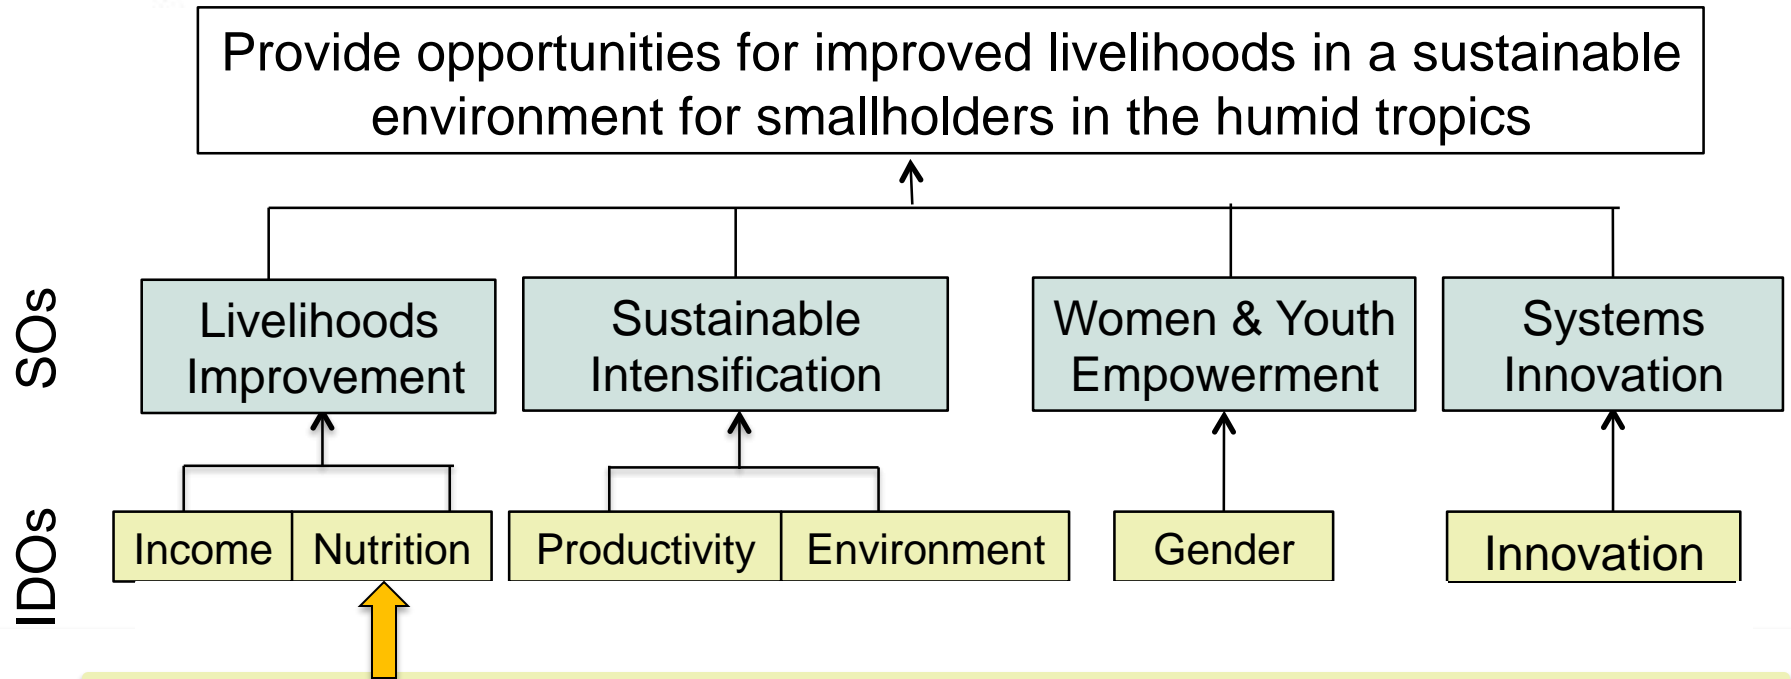 Provide opportunities for improved livelihoods in a sustainable
environment for smallholders in the humid tropics
SOs
Livelihoods
Improvement
Sustainable
Intensification
Women & Youth
Empowerment
Systems
Innovation
IDOs
Income
Nutrition
Productivity
Environment
Gender
Innovation